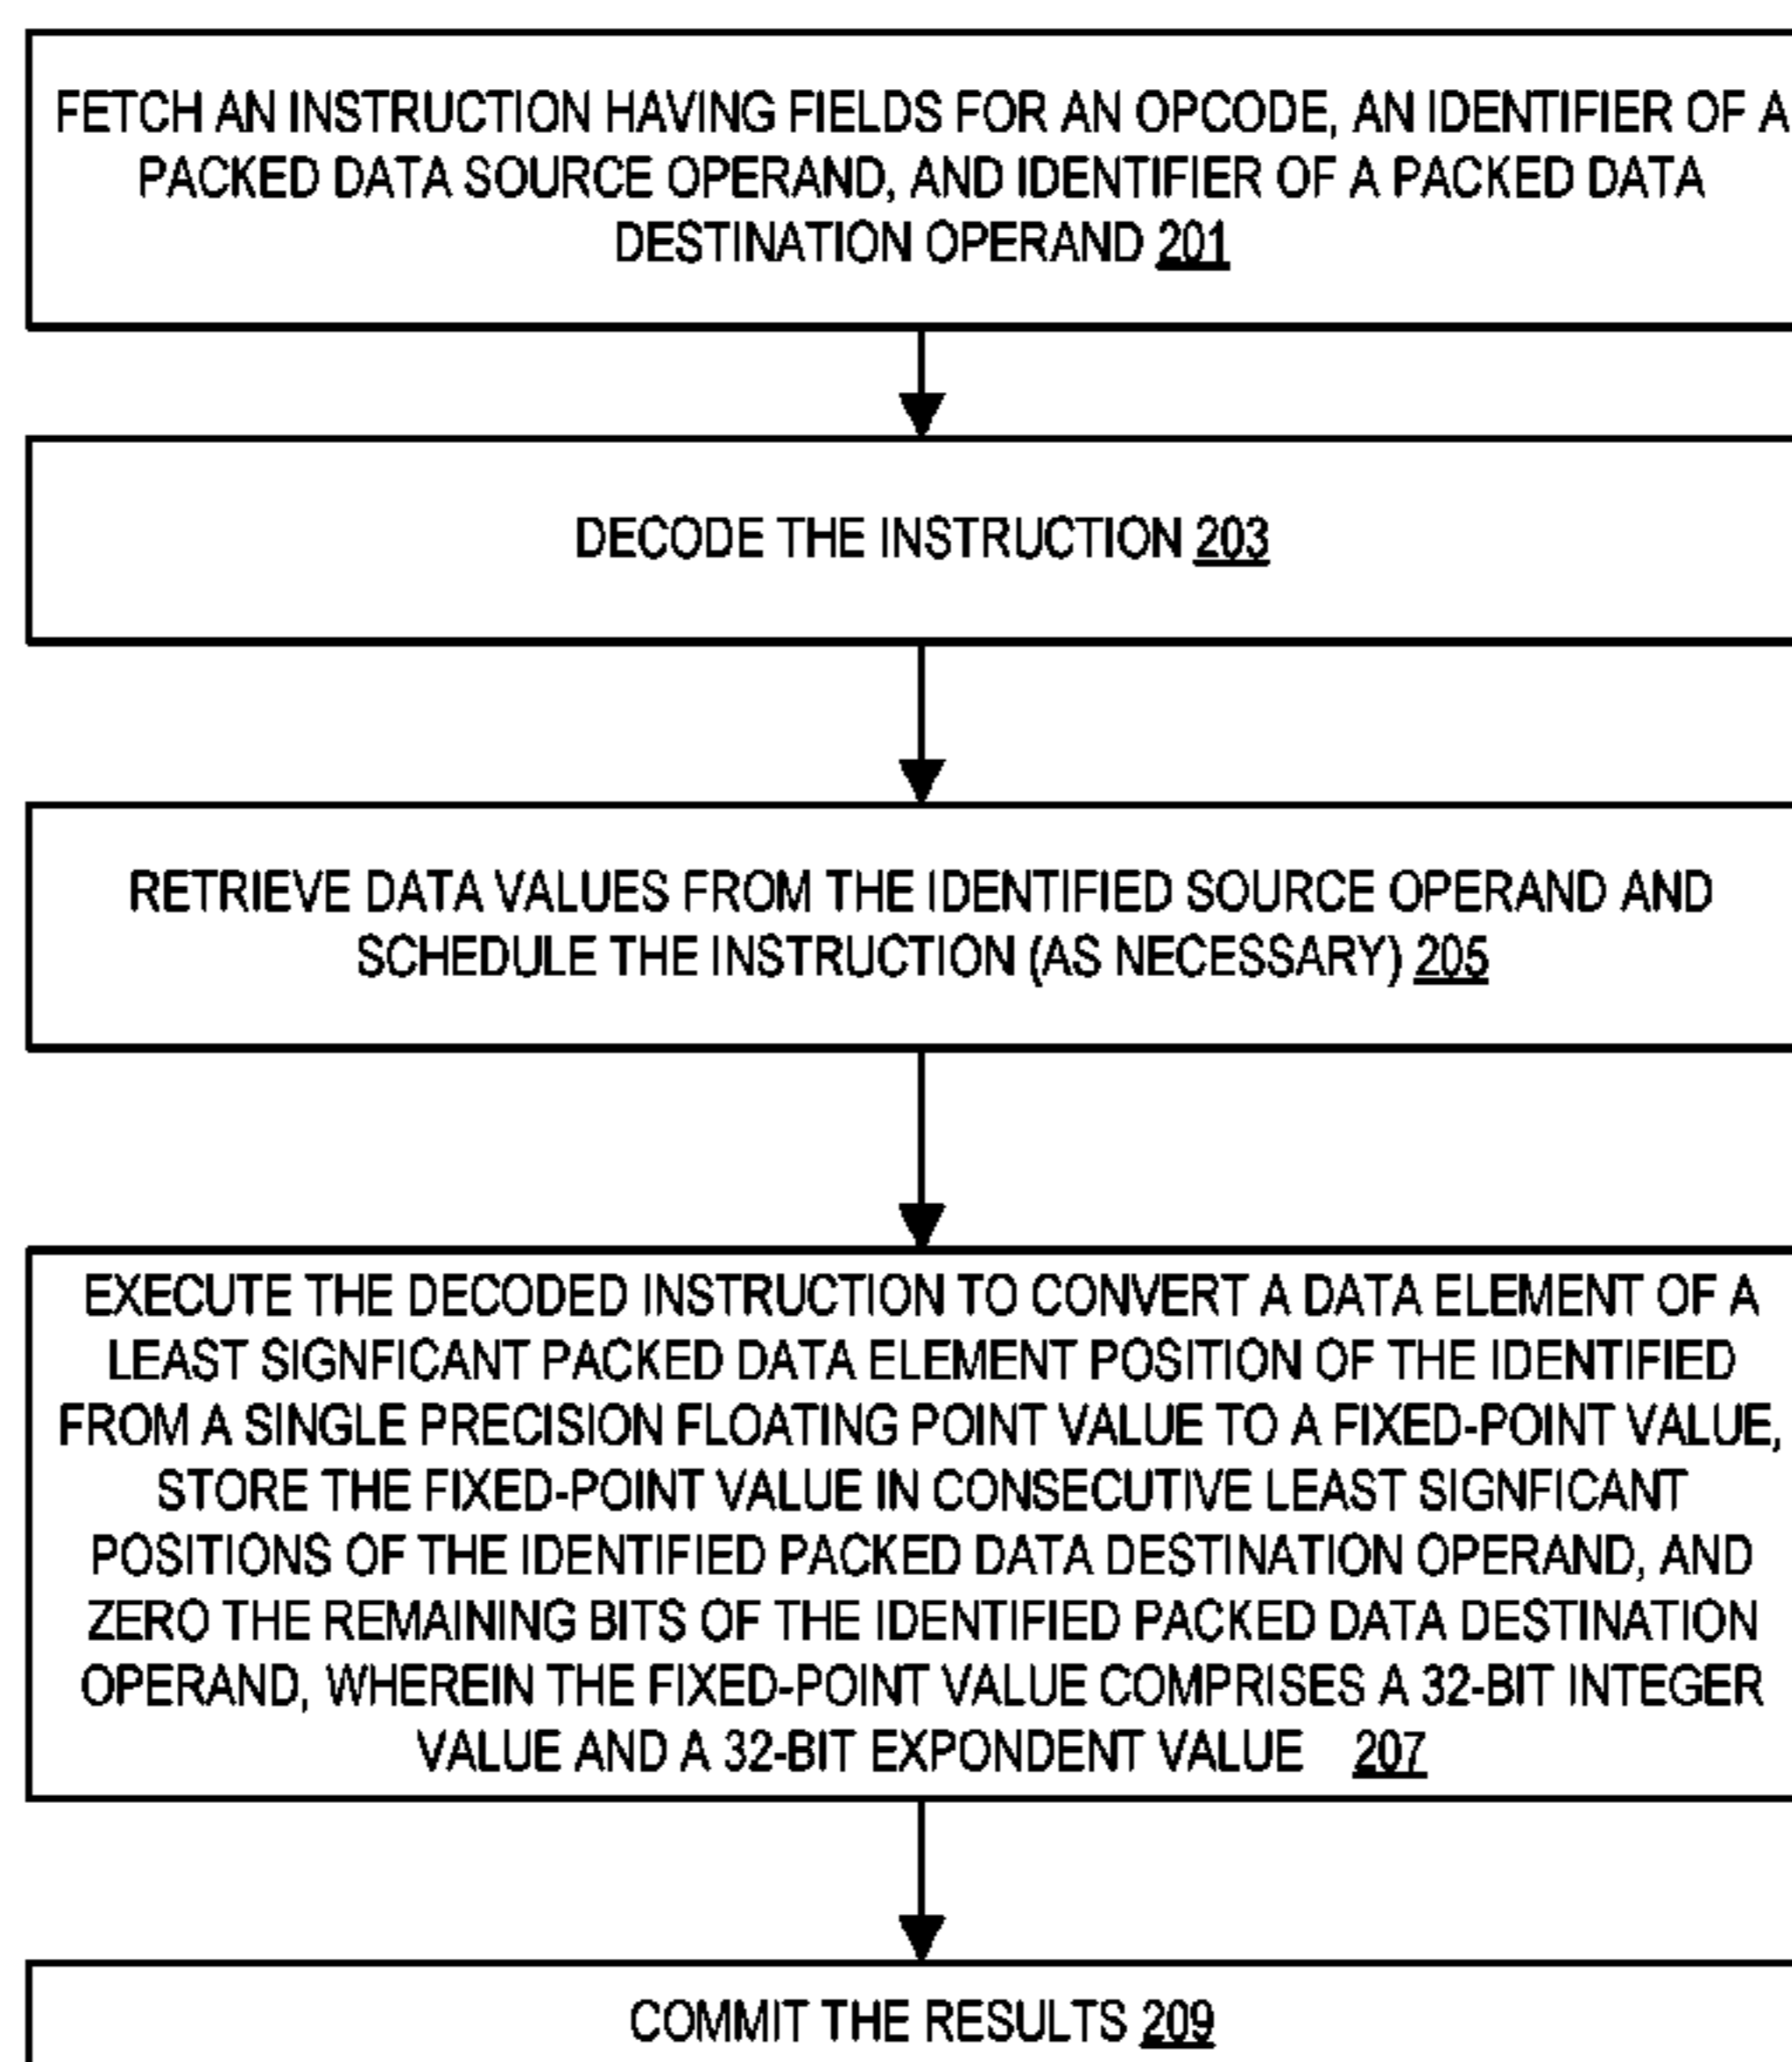 FETCH AN INSTRUCTION HAVING FIELDS FOR AN OPCODE, AN IDENTIFIER OF A
PACKED DATA SOURCE OPERAND, AND IDENTIFIER OF A PACKED DATA
DESTINATION OPERAND 201
DECODE THE INSTRUCTION 203
RETRIEVE DATA VALUES FROM THE IDENTIFIED SOURCE OPERAND AND
SCHEDULE THE INSTRUCTION (AS NECESSARY) 205
EXECUTE THE DECODED INSTRUCTION TO CONVERT A DATA ELEMENT OF A
LEAST SIGNFICANT PACKED DATA ELEMENT POSITION OF THE IDENTIFIED
FROM A SINGLE PRECISION FLOATING POINT VALUE TO A FIXED-POINT VALUE,
STORE THE FIXED-POINT VALUE IN CONSECUTIVE LEAST SIGNFICANT
POSITIONS OF THE IDENTIFIED PACKED DATA DESTINATION OPERAND, AND
ZERO THE REMAINING BITS OF THE IDENTIFIED PACKED DATA DESTINATION
OPERAND, WHEREIN THE FIXED-POINT VALUE COMPRISES A 32-BIT INTEGER
VALUE AND A 32-BIT EXPONDENT VALUE 207
COMMIT THE RESULTS 209